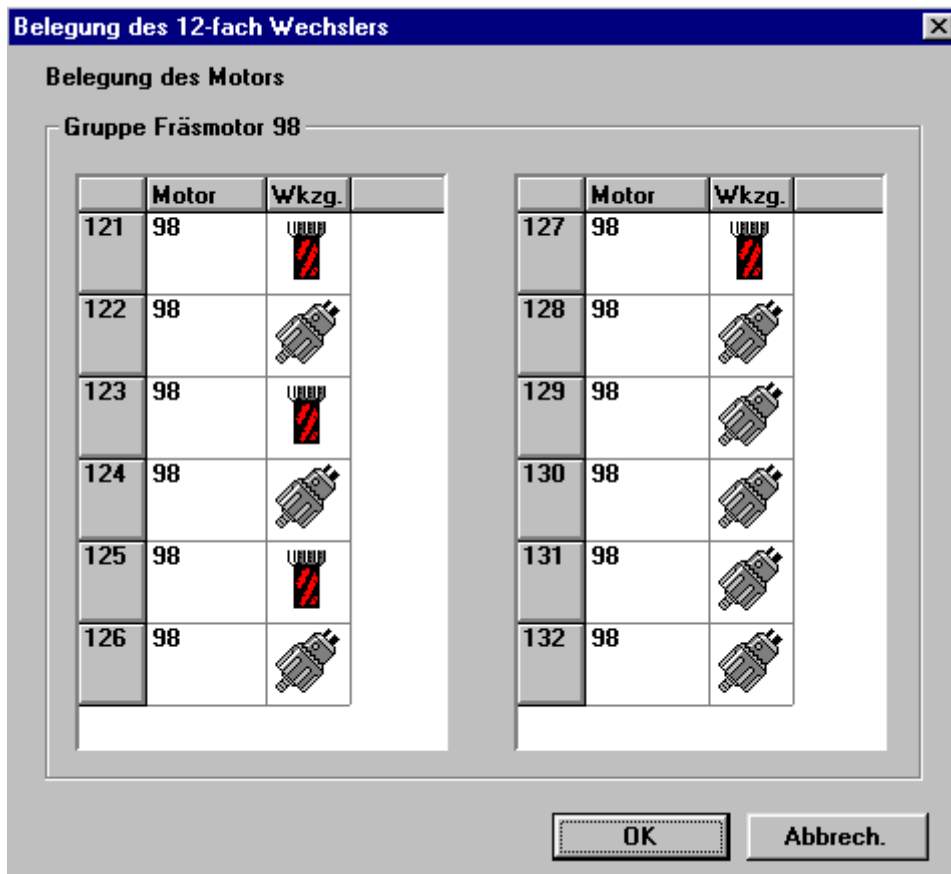 Belegung des 12-fach Wechslers
Belegung des Motors
Gruppe Fräsmotor 98
Motor Wkzg.
121 98
122 98
123 98
124 98
125 98
126 98
Motor Wkzg.
127 98
128 98
129 98
130 98
131 98
132 98
OK Abbrech.